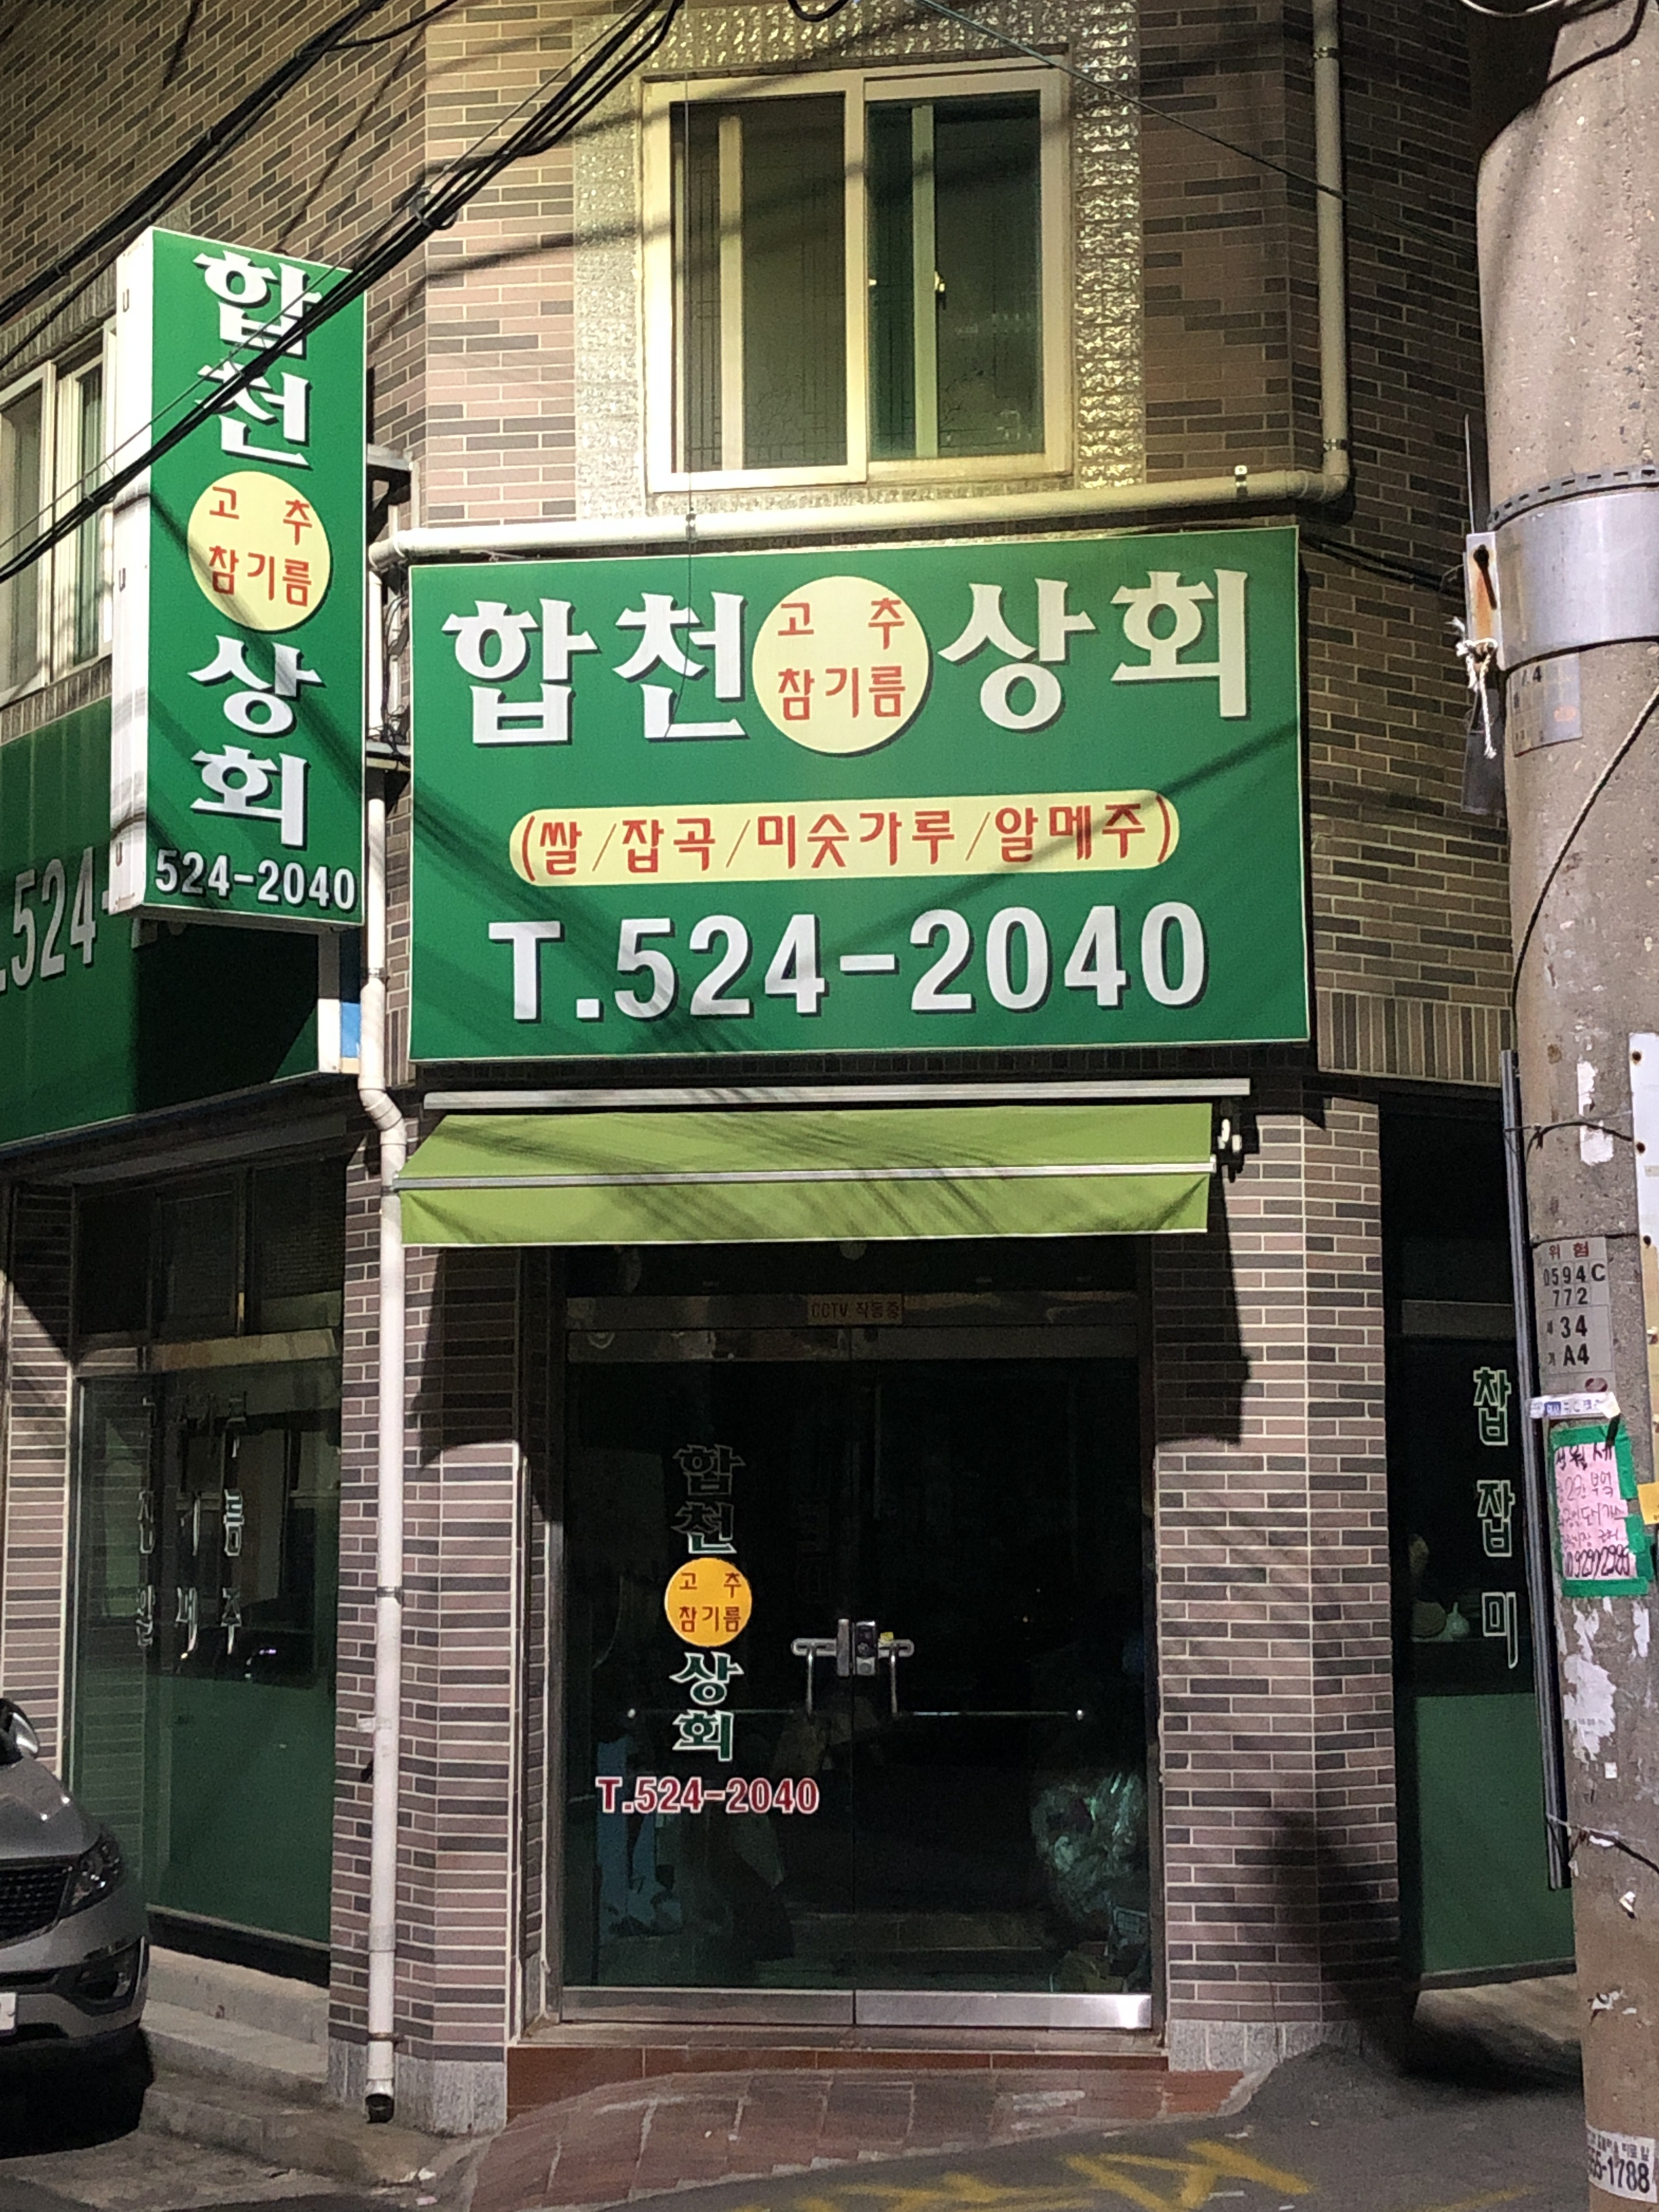 합천
고추
참기름
상회
524-2040
.524-
합천 고추 참기름 상회
(쌀/잡곡/미숫가루/알메주)
T.524-2040
CCTV 작동중
합천
고추
참기름
상회
T.524-2040
찹
잡
미
위험
0594C
772
34
A4